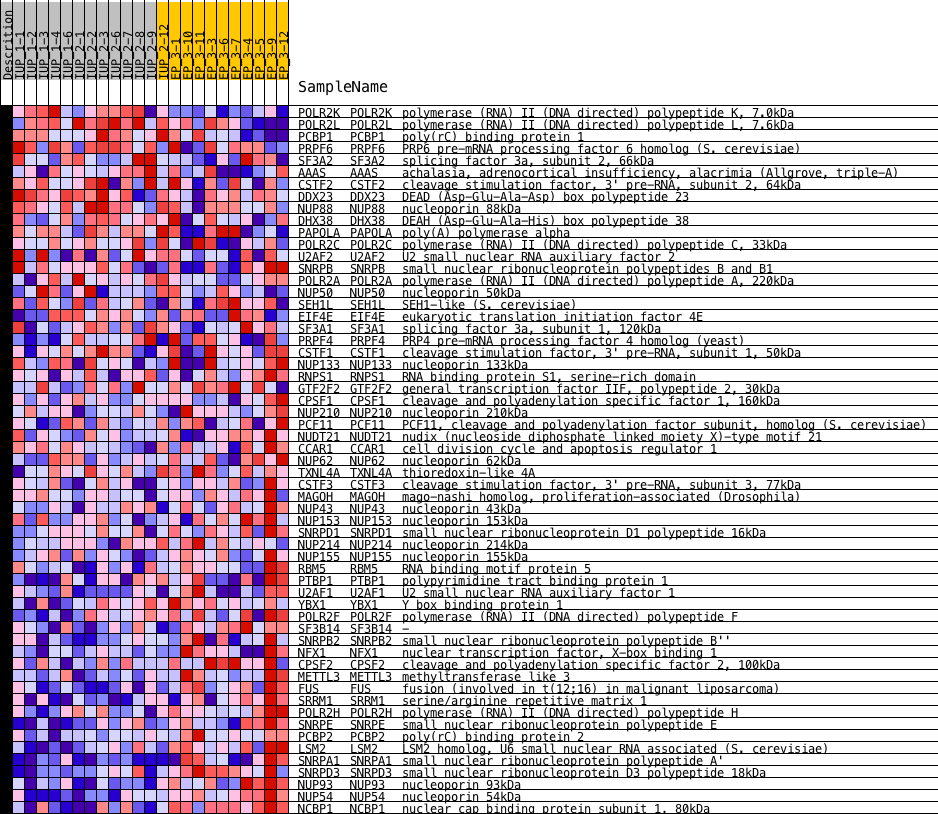 Descrition
IUP_1-1
IUP_1-2
IUP_1-3
IUP_1-4
IUP_1-6
IUP_2-1
IUP_2-2
IUP_2-6
IUP_2-7
IUP_2-8
IUP_2-9
IUP_2-12
EP_3-1
EP_3-10
EP_3-11
EP_3-3
EP_3-6
EP_3-7
EP_3-4
EP_3-5
EP_3-9
EP_3-12
SampleName
POLR2K POLR2K polymerase (RNA) II (DNA directed) polypeptide K, 7.0kDa
POLR2L POLR2L polymerase (RNA) II (DNA directed) polypeptide L, 7.6kDa
PCBP1 PCBP1 poly(rC) binding protein 1
PRPF6 PRPF6 PRP6 pre-mRNA processing factor 6 homolog (S. cerevisiae)
SF3A2 SF3A2 splicing factor 3a, subunit 2, 66kDa
AAAS AAAS achalasia, adrenocortical insufficiency, alacrimia (Allgrove, triple-A)
CSTF2 CSTF2 cleavage stimulation factor, 3' pre-RNA, subunit 2, 64kDa
DDX23 DDX23 DEAD (Asp-Glu-Ala-Asp) box polypeptide 23
NUP88 NUP88 nucleoporin 88kDa
DHX38 DHX38 DEAH (Asp-Glu-Ala-His) box polypeptide 38
PAPOLA PAPOLA poly(A) polymerase alpha
POLR2C POLR2C polymerase (RNA) II (DNA directed) polypeptide C, 33kDa
U2AF2 U2AF2 U2 small nuclear RNA auxiliary factor 2
SNRPB SNRPB small nuclear ribonucleoprotein polypeptides B and B1
POLR2A POLR2A polymerase (RNA) II (DNA directed) polypeptide A, 220kDa
NUP50 NUP50 nucleoporin 50kDa
SEH1L SEH1L SEH1-like (S. cerevisiae)
EIF4E EIF4E eukaryotic translation initiation factor 4E
SF3A1 SF3A1 splicing factor 3a, subunit 1, 120kDa
PRPF4 PRPF4 PRP4 pre-mRNA processing factor 4 homolog (yeast)
CSTF1 CSTF1 cleavage stimulation factor, 3' pre-RNA, subunit 1, 50kDa
NUP133 NUP133 nucleoporin 133kDa
RNPS1 RNPS1 RNA binding protein S1, serine-rich domain
GTF2F2 GTF2F2 general transcription factor IIF, polypeptide 2, 30kDa
CPSF1 CPSF1 cleavage and polyadenylation specific factor 1, 160kDa
NUP210 NUP210 nucleoporin 210kDa
PCF11 PCF11 PCF11, cleavage and polyadenylation factor subunit, homolog (S. cerevisiae)
NUDT21 NUDT21 nudix (nucleoside diphosphate linked moiety X)-type motif 21
CCAR1 CCAR1 cell division cycle and apoptosis regulator 1
NUP62 NUP62 nucleoporin 62kDa
TXNL4A TXNL4A thioredoxin-like 4A
CSTF3 CSTF3 cleavage stimulation factor, 3' pre-RNA, subunit 3, 77kDa
MAGOH MAGOH mago-nashi homolog, proliferation-associated (Drosophila)
NUP43 NUP43 nucleoporin 43kDa
NUP153 NUP153 nucleoporin 153kDa
SNRPD1 SNRPD1 small nuclear ribonucleoprotein D1 polypeptide 16kDa
NUP214 NUP214 nucleoporin 214kDa
NUP155 NUP155 nucleoporin 155kDa
RBM5 RBM5 RNA binding motif protein 5
PTBP1 PTBP1 polypyrimidine tract binding protein 1
U2AF1 U2AF1 U2 small nuclear RNA auxiliary factor 1
YBX1 YBX1 Y box binding protein 1
POLR2F POLR2F polymerase (RNA) II (DNA directed) polypeptide F
SF3B14 SF3B14 -
SNRPB2 SNRPB2 small nuclear ribonucleoprotein polypeptide B''
NFX1 NFX1 nuclear transcription factor, X-box binding 1
CPSF2 CPSF2 cleavage and polyadenylation specific factor 2, 100kDa
METTL3 METTL3 methyltransferase like 3
FUS FUS fusion (involved in t(12;16) in malignant liposarcoma)
SRRM1 SRRM1 serine/arginine repetitive matrix 1
POLR2H POLR2H polymerase (RNA) II (DNA directed) polypeptide H
SNRPE SNRPE small nuclear ribonucleoprotein polypeptide E
PCBP2 PCBP2 poly(rC) binding protein 2
LSM2 LSM2 LSM2 homolog, U6 small nuclear RNA associated (S. cerevisiae)
SNRPA1 SNRPA1 small nuclear ribonucleoprotein polypeptide A'
SNRPD3 SNRPD3 small nuclear ribonucleoprotein D3 polypeptide 18kDa
NUP93 NUP93 nucleoporin 93kDa
NUP54 NUP54 nucleoporin 54kDa
NCBP1 NCBP1 nuclear cap binding protein subunit 1, 80kDa